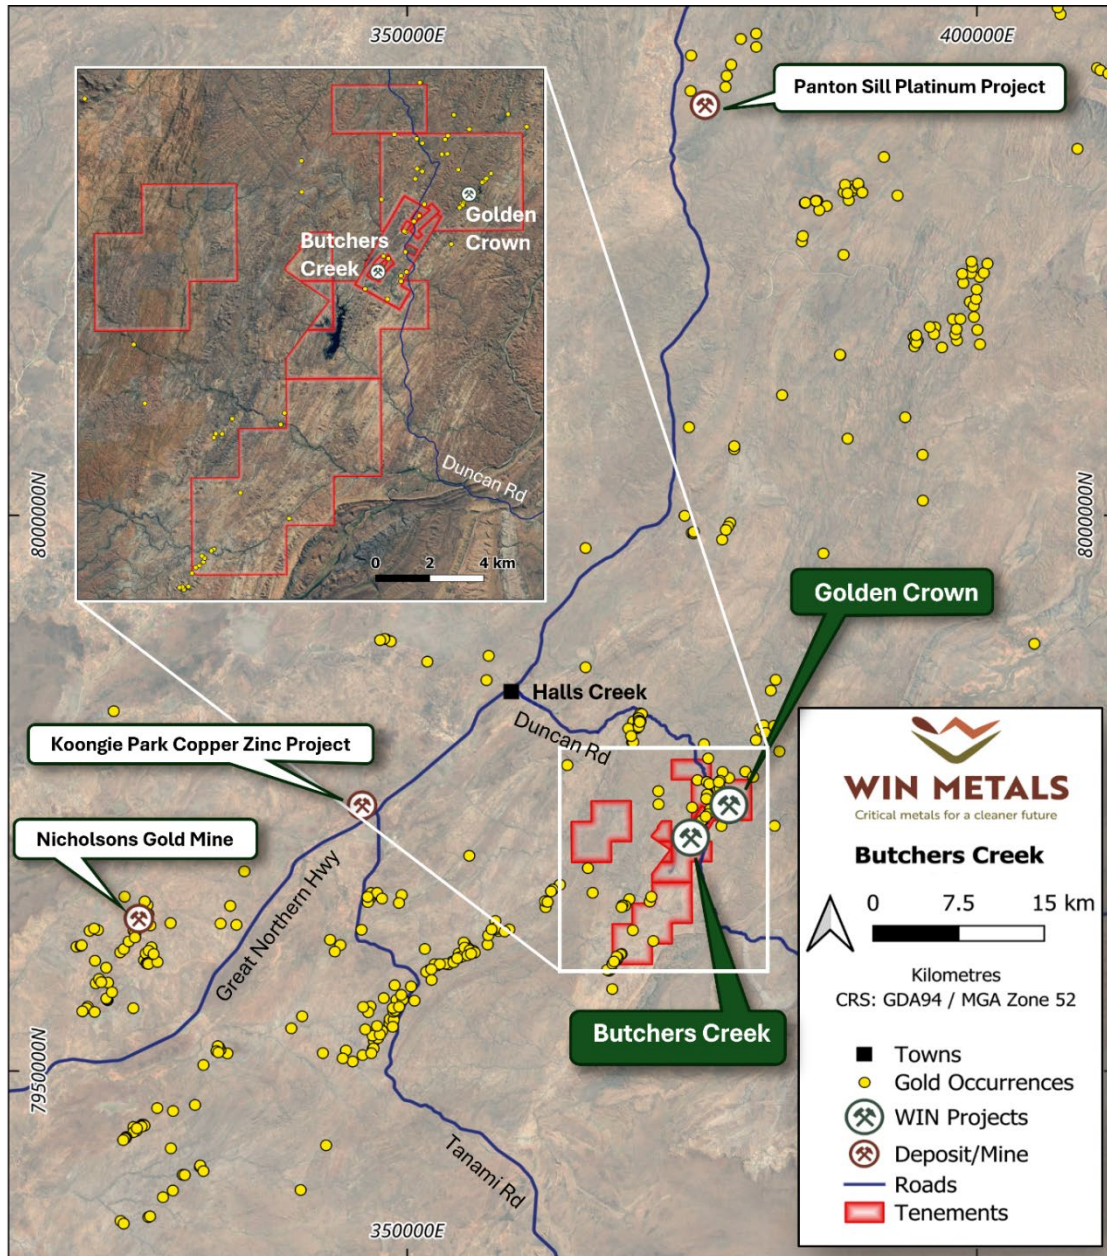 350000E
400000E
Panton Sill Platinum Project
Golden
Crown
Butchers
Creek
Duncan Rd
0 2 4 km
8000000N
8000000N
Golden Crown
Halls Creek
Duncan Rd
Koongie Park Copper Zinc Project
Nicholsons Gold Mine
Great Northern Hwy
Butchers Creek
7950000N
Tanami Rd
350000E
WIN METALS
Critical metals for a cleaner future
Butchers Creek
0 7.5 15 km
Kilometres
CRS: GDA94 / MGA Zone 52
Towns
Gold Occurrences
WIN Projects
Deposit/Mine
Roads
Tenements